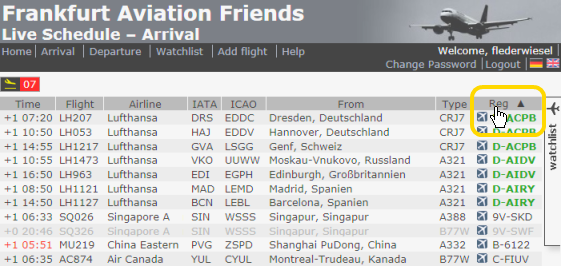 Frankfurt Aviation Friends
Live Schedule – Arrival
Home | Arrival | Departure | Watchlist | Add flight | Help
Welcome, flederwiesel
Change Password | Logout |
07
Time Flight Airline IATA ICAO From Type Reg ▲
+1 07:20 LH207 Lufthansa DRS EDDC Dresden, Deutschland CRJ7 D-ACPB
+1 10:50 LH053 Lufthansa HAJ EDDV Hannover, Deutschland CRJ7 D-ACPB
+1 14:55 LH1217 Lufthansa GVA LSGG Genf, Schweiz CRJ7 D-ACPB
+1 10:55 LH1473 Lufthansa VKO UUWW Moskau-Vnukovo, Russland A321 D-AIDV
+1 16:50 LH963 Lufthansa EDI EGPH Edinburgh, Großbritannien A321 D-AIDV
+1 08:50 LH1121 Lufthansa MAD LEMD Madrid, Spanien A321 D-AIRY
+1 14:50 LH1127 Lufthansa BCN LEBL Barcelona, Spanien A321 D-AIRY
+1 06:33 SQ026 Singapore A SIN WSSS Singapur, Singapur A388 9V-SKD
+0 20:46 SQ326 Singapore A SIN WSSS Singapur, Singapur B77W 9V-SWF
+1 05:51 MU219 China Eastern PVG ZSPD Shanghai PuDong, China A332 B-6122
+1 06:35 AC874 Air Canada YUL CYUL Montreal-Trudeau, Kanada B77W C-FIUV
watchlist